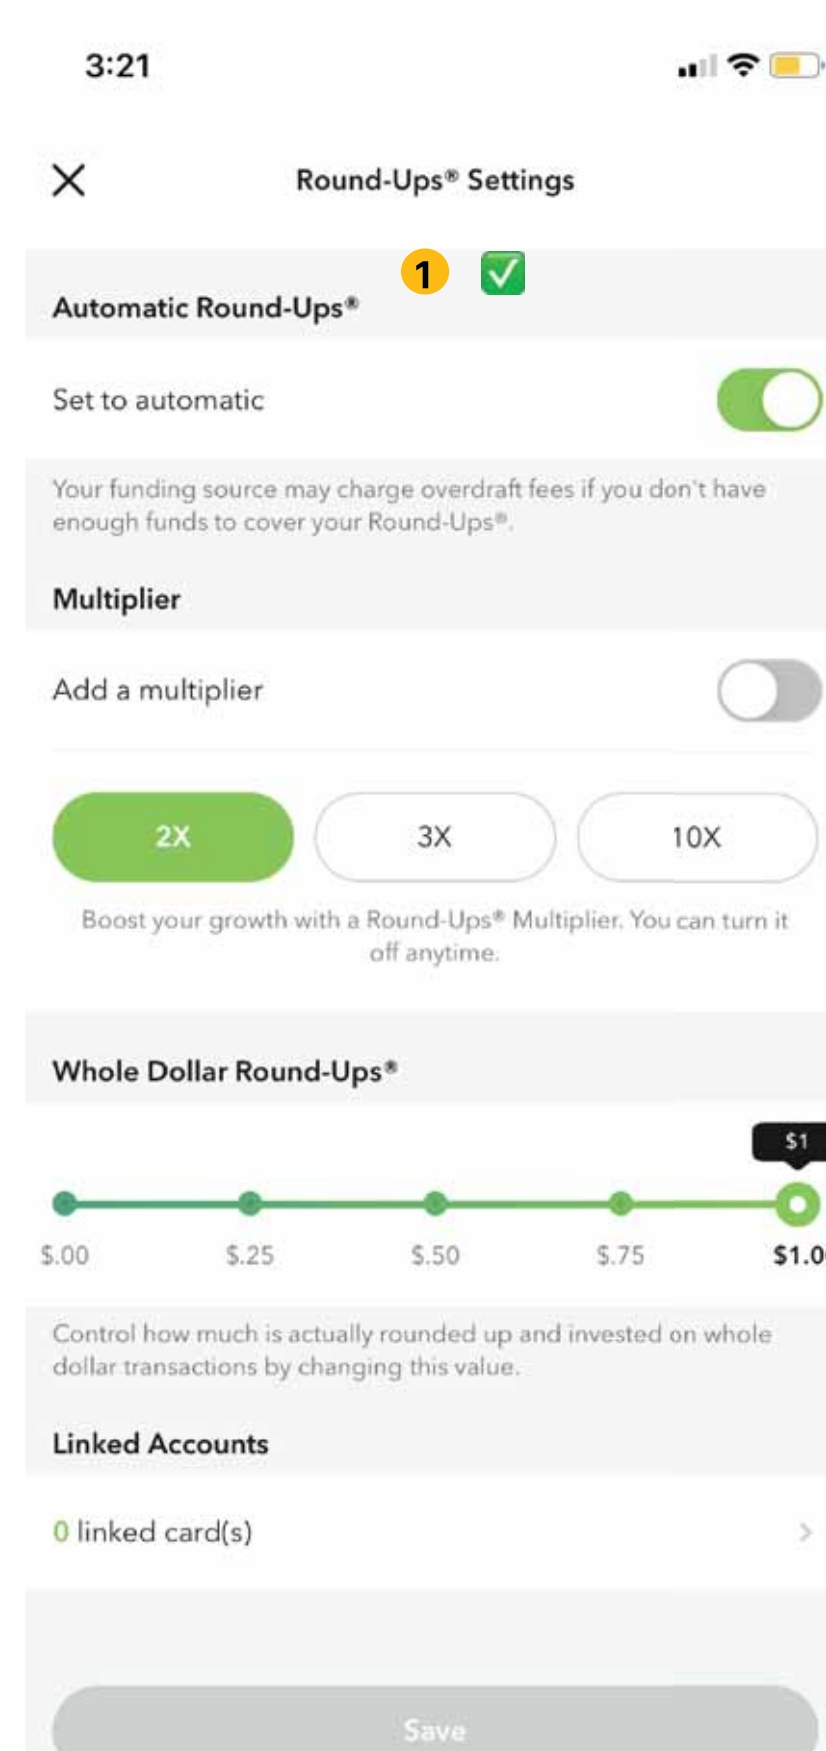 3:21
Round-Ups® Settings
1 ✅
Automatic Round-Ups®
Set to automatic
Your funding source may charge overdraft fees if you don't have
enough funds to cover your Round-Ups®.
Multiplier
Add a multiplier
2X 3X 10X
Boost your growth with a Round-Ups® Multiplier. You can turn it
off anytime.
Whole Dollar Round-Ups®
$1
$.00 $.25 $.50 $.75 $1.0
Control how much is actually rounded up and invested on whole
dollar transactions by changing this value.
Linked Accounts
0 linked card(s)
Save